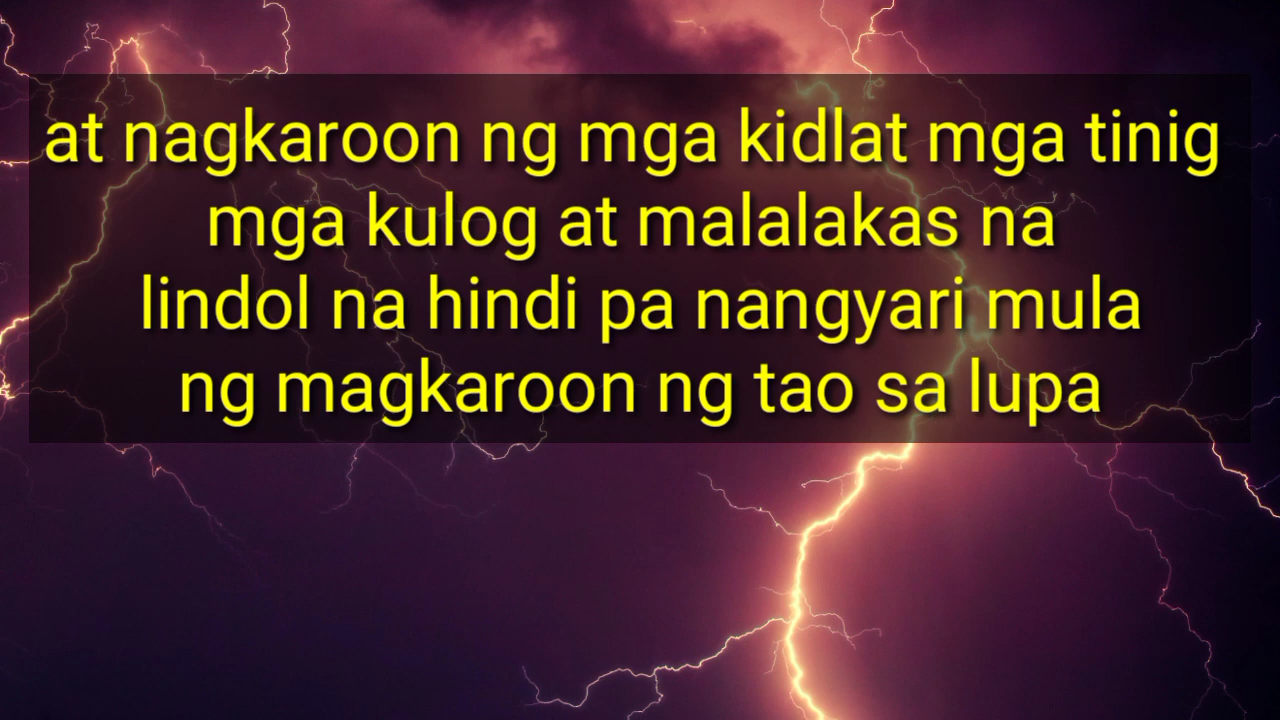 at nagkaroon ng mga kidlat mga tinig
mga kulog at malalakas na
lindol na hindi pa nangyari mula
ng magkaroon ng tao sa lupa